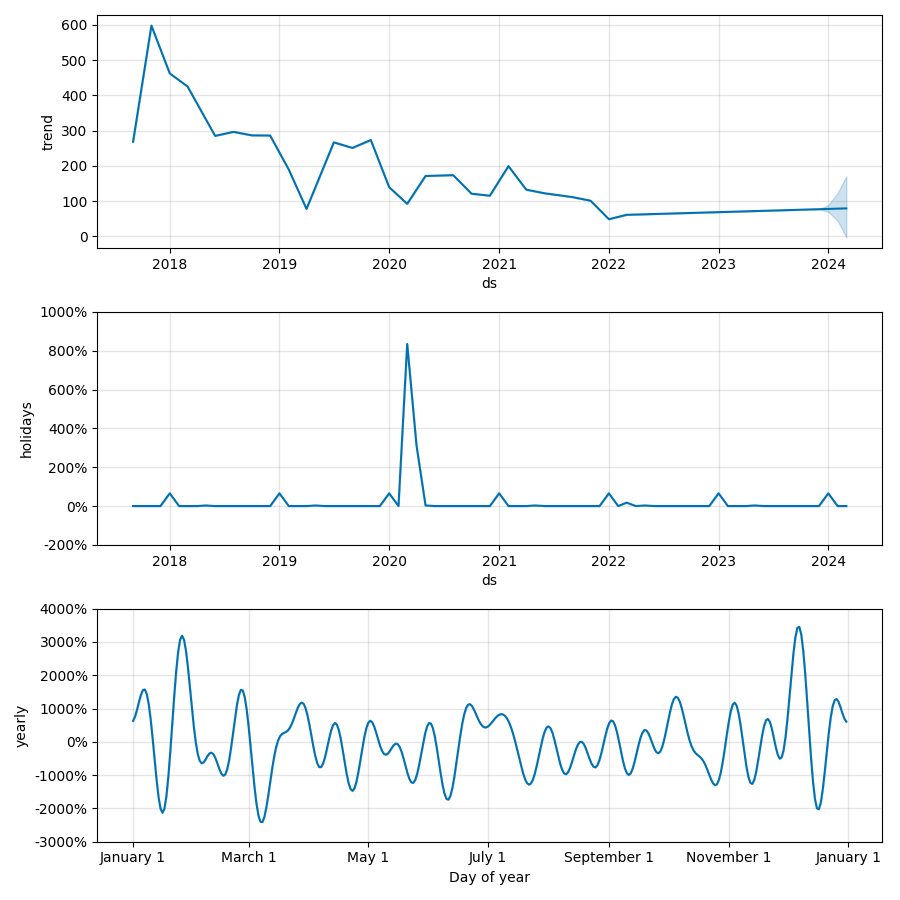 600
500
400
300
200
100
0
trend
2018 2019 2020 2021 2022 2023 2024
ds
1000%
800%
600%
400%
200%
0%
-200%
holidays
2018 2019 2020 2021 2022 2023 2024
ds
4000%
3000%
2000%
1000%
0%
-1000%
-2000%
-3000%
yearly
January 1 March 1 May 1 July 1 September 1 November 1 January 1
Day of year